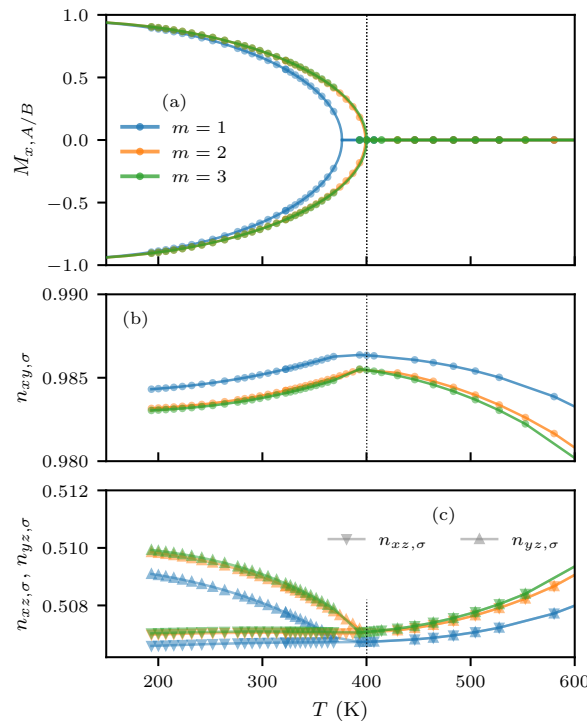 1.0
0.5
0.0
−0.5
−1.0
M_{x,A/B}
(a)
m = 1
m = 2
m = 3
0.990
0.985
0.980
n_{xy,σ}
(b)
0.512
0.510
0.508
n_{xz,σ}, n_{yz,σ}
(c)
n_{xz,σ} n_{yz,σ}
200 300 400 500 600
T (K)